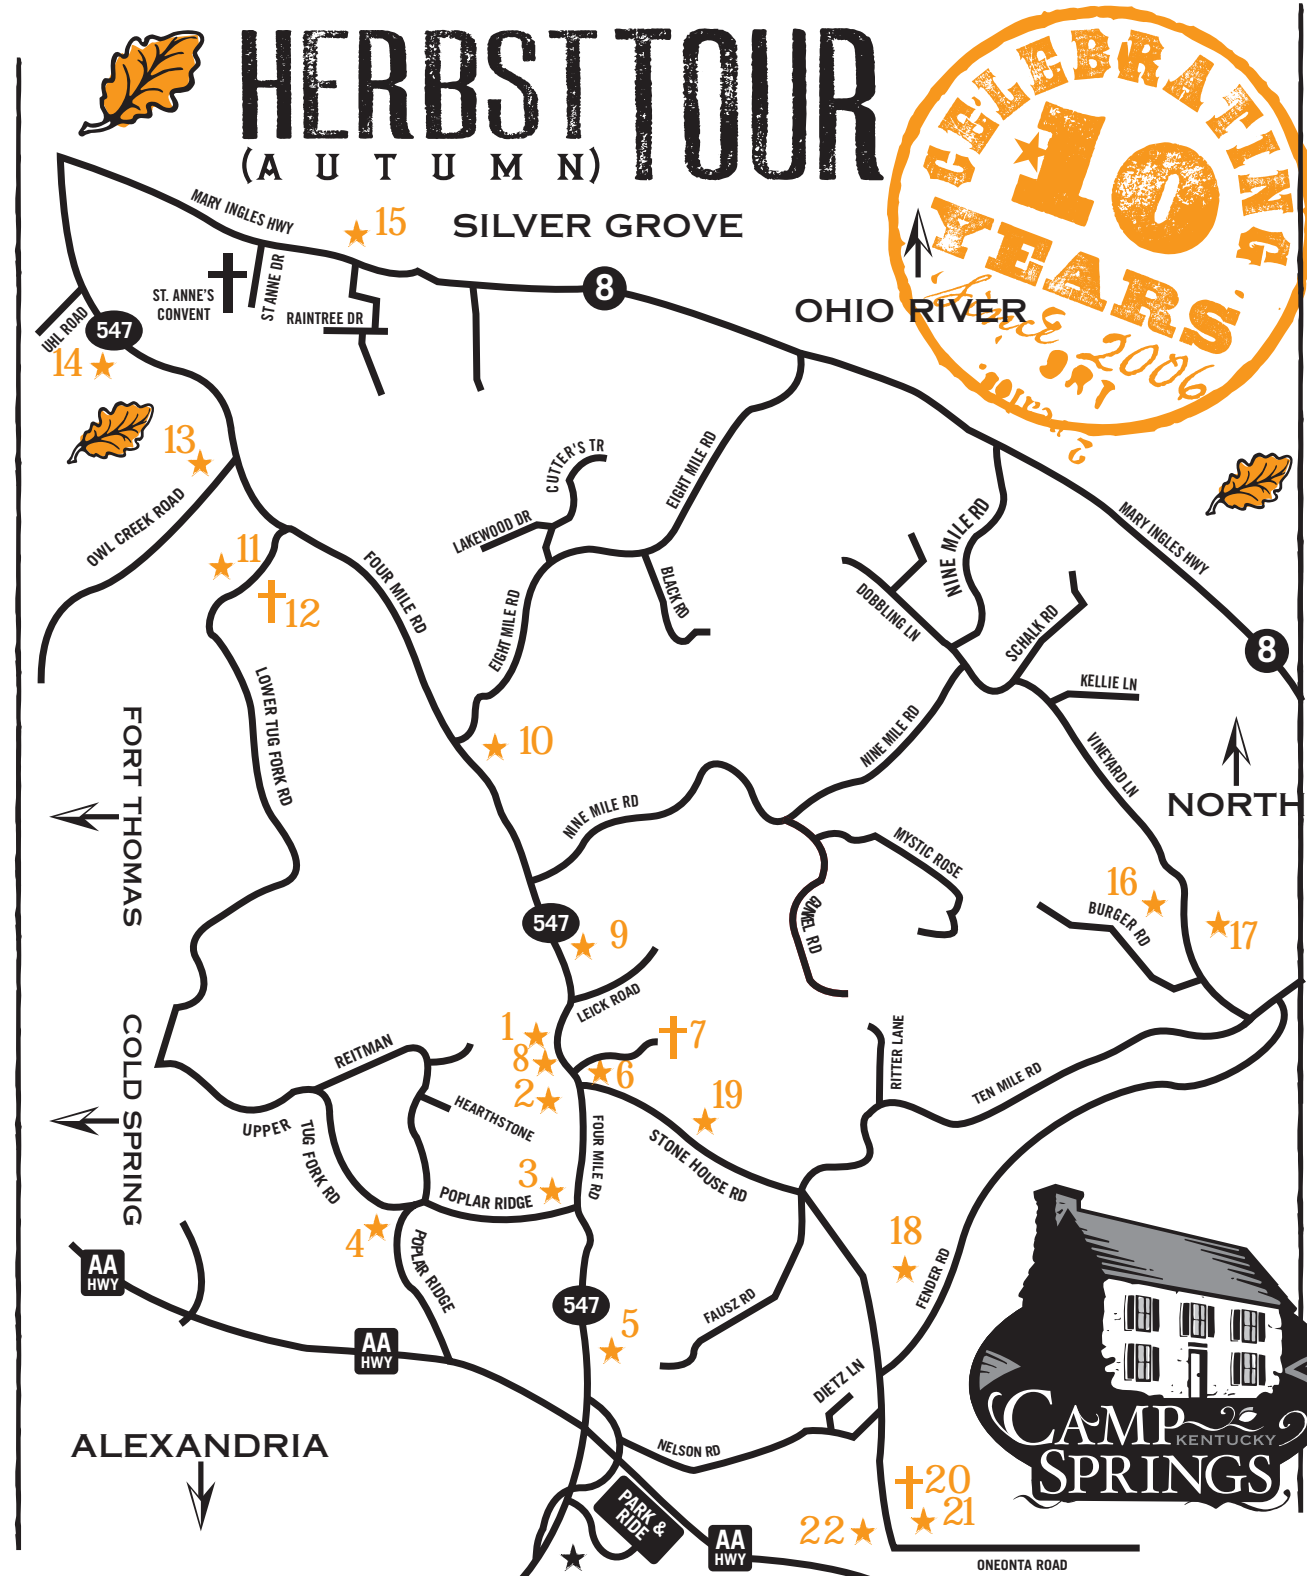 HERBST TOUR
(AUTUMN)
CELEBRATING
10
YEARS
Since 2006
MARY INGLES HWY
15
SILVER GROVE
OHIO RIVER
8
ST. ANNE'S
CONVENT
ST ANNE DR
RAINTREE DR
UHL ROAD
547
14
13
OWL CREEK ROAD
11
12
FOUR MILE RD
CUTTER'S TR
LAKEWOOD DR
EIGHT MILE RD
EIGHT MILE RD
BLACK RD
NINE MILE RD
DOBBLING LN
SCHALK RD
MARY INGLES HWY
8
KELLIE LN
LOWER TUG FORK RD
FORT THOMAS
10
NINE MILE RD
VINEYARD LN
NORTH
NINE MILE RD
MYSTIC ROSE
16
BURGER RD
17
547
9
LEICK ROAD
COLD SPRING
REITMAN
1
8
2
7
6
19
RITTER LANE
TEN MILE RD
UPPER
TUG FORK RD
HEARTHSTONE
FOUR MILE RD
STONE HOUSE RD
3
POPLAR RIDGE
4
POPLAR RIDGE
18
FENDER RD
AA
HWY
547
5
FAUSZ RD
AA
HWY
DIETZ LN
NELSON RD
ALEXANDRIA
CAMP
KENTUCKY
SPRINGS
20
21
22
PARK &
RIDE
AA
HWY
ONEONTA ROAD